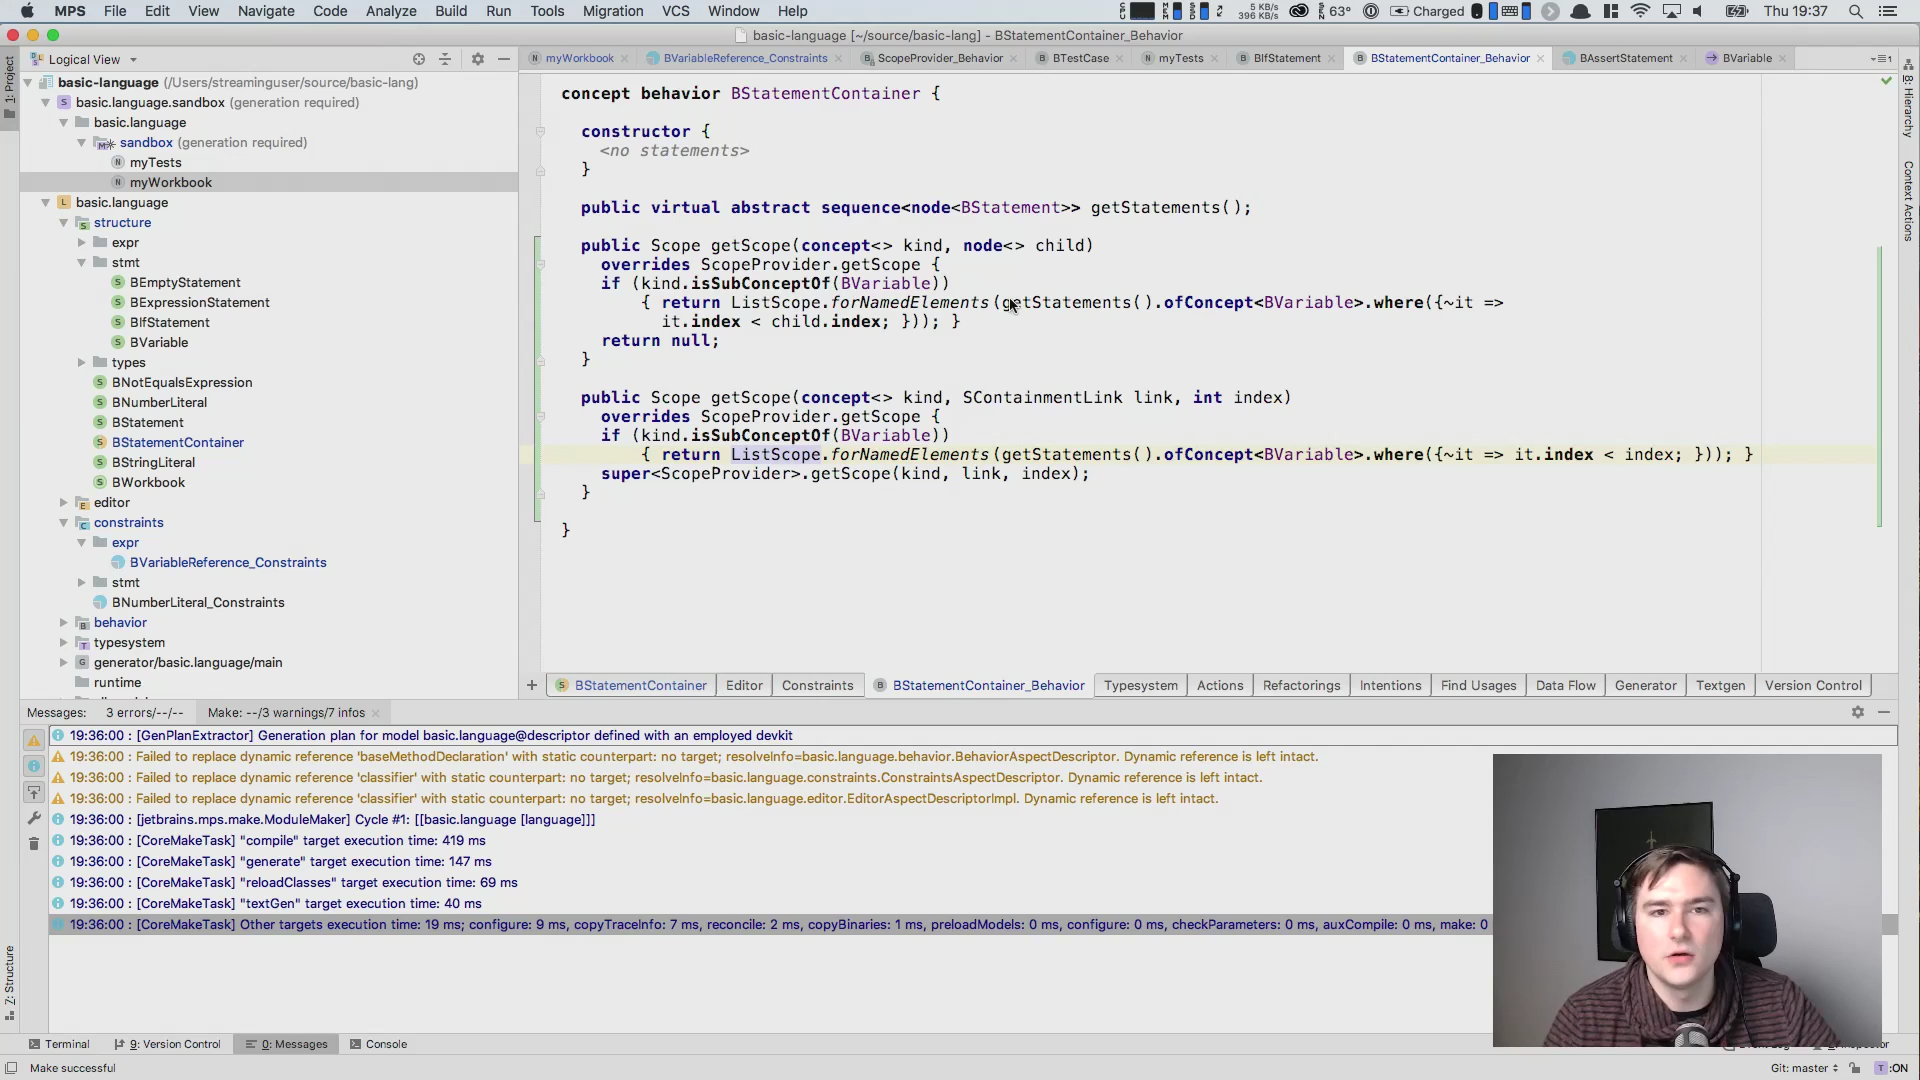 MPS File Edit View Navigate Code Analyze Build Run Tools Migration VCS Window Help
5 KB/s
396 KB/s
63° Charged Thu 19:37
basic-language [~/source/basic-lang] - BStatementContainer_Behavior
Logical View
myWorkbook BVariableReference_Constraints ScopeProvider_Behavior BTestCase myTests BIfStatement BStatementContainer_Behavior BAssertStatement BVariable
1: Project
8: Hierarchy
Context Actions
basic-language (/Users/streaminguser/source/basic-lang)
basic.language.sandbox (generation required)
basic.language
sandbox (generation required)
myTests
myWorkbook
basic.language
structure
expr
stmt
BEmptyStatement
BExpressionStatement
BIfStatement
BVariable
types
BNotEqualsExpression
BNumberLiteral
BStatement
BStatementContainer
BStringLiteral
BWorkbook
editor
constraints
expr
BVariableReference_Constraints
stmt
BNumberLiteral_Constraints
behavior
typesystem
generator/basic.language/main
runtime
concept behavior BStatementContainer {
constructor {
<no statements>
}
public virtual abstract sequence<node<BStatement>> getStatements();
public Scope getScope(concept<> kind, node<> child)
overrides ScopeProvider.getScope {
if (kind.isSubConceptOf(BVariable))
{ return ListScope.forNamedElements(getStatements().ofConcept<BVariable>.where({~it =>
it.index < child.index; })); }
return null;
}
public Scope getScope(concept<> kind, SContainmentLink link, int index)
overrides ScopeProvider.getScope {
if (kind.isSubConceptOf(BVariable))
{ return ListScope.forNamedElements(getStatements().ofConcept<BVariable>.where({~it => it.index < index; })); }
super<ScopeProvider>.getScope(kind, link, index);
}
}
+ BStatementContainer Editor Constraints BStatementContainer_Behavior Typesystem Actions Refactorings Intentions Find Usages Data Flow Generator Textgen Version Control
Messages: 3 errors/--/-- Make: --/3 warnings/7 infos
19:36:00 : [GenPlanExtractor] Generation plan for model basic.language@descriptor defined with an employed devkit
19:36:00 : Failed to replace dynamic reference 'baseMethodDeclaration' with static counterpart: no target; resolveInfo=basic.language.behavior.BehaviorAspectDescriptor. Dynamic reference is left intact.
19:36:00 : Failed to replace dynamic reference 'classifier' with static counterpart: no target; resolveInfo=basic.language.constraints.ConstraintsAspectDescriptor. Dynamic reference is left intact.
19:36:00 : Failed to replace dynamic reference 'classifier' with static counterpart: no target; resolveInfo=basic.language.editor.EditorAspectDescriptorImpl. Dynamic reference is left intact.
19:36:00 : [jetbrains.mps.make.ModuleMaker] Cycle #1: [[basic.language [language]]]
19:36:00 : [CoreMakeTask] "compile" target execution time: 419 ms
19:36:00 : [CoreMakeTask] "generate" target execution time: 147 ms
19:36:00 : [CoreMakeTask] "reloadClasses" target execution time: 69 ms
19:36:00 : [CoreMakeTask] "textGen" target execution time: 40 ms
19:36:00 : [CoreMakeTask] Other targets execution time: 19 ms; configure: 9 ms, copyTraceInfo: 7 ms, reconcile: 2 ms, copyBinaries: 1 ms, preloadModels: 0 ms, configure: 0 ms, checkParameters: 0 ms, auxCompile: 0 ms, make: 0
Z: Structure
Terminal 9: Version Control 0: Messages Console
Make successful
Git: master T:ON